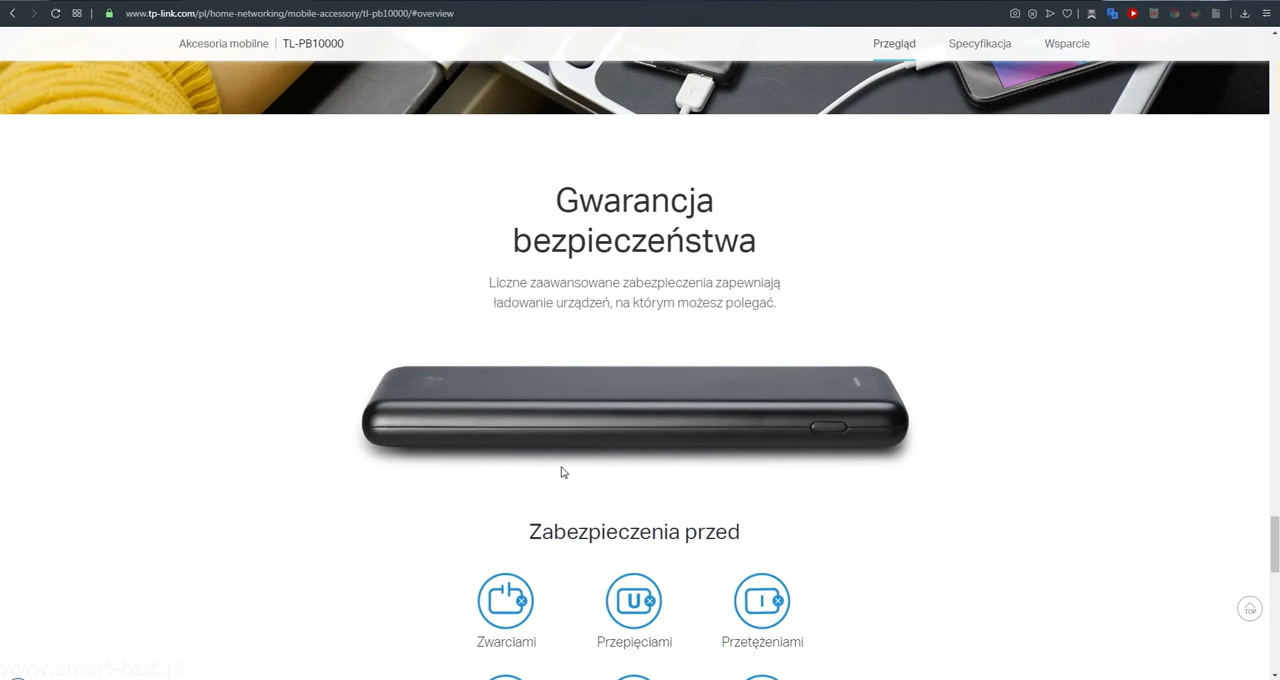 www.tp-link.com/pl/home-networking/mobile-accessory/tl-pb10000/#overview
Akcesoria mobilne | TL-PB10000
Przegląd
Specyfikacja
Wsparcie
Gwarancja
bezpieczeństwa
Liczne zaawansowane zabezpieczenia zapewniają
ładowanie urządzeń, na którym możesz polegać.
Zabezpieczenia przed
U
I
TOP
Zwarciami
Przepięciami
Przetężeniami
www.smart-test.pl